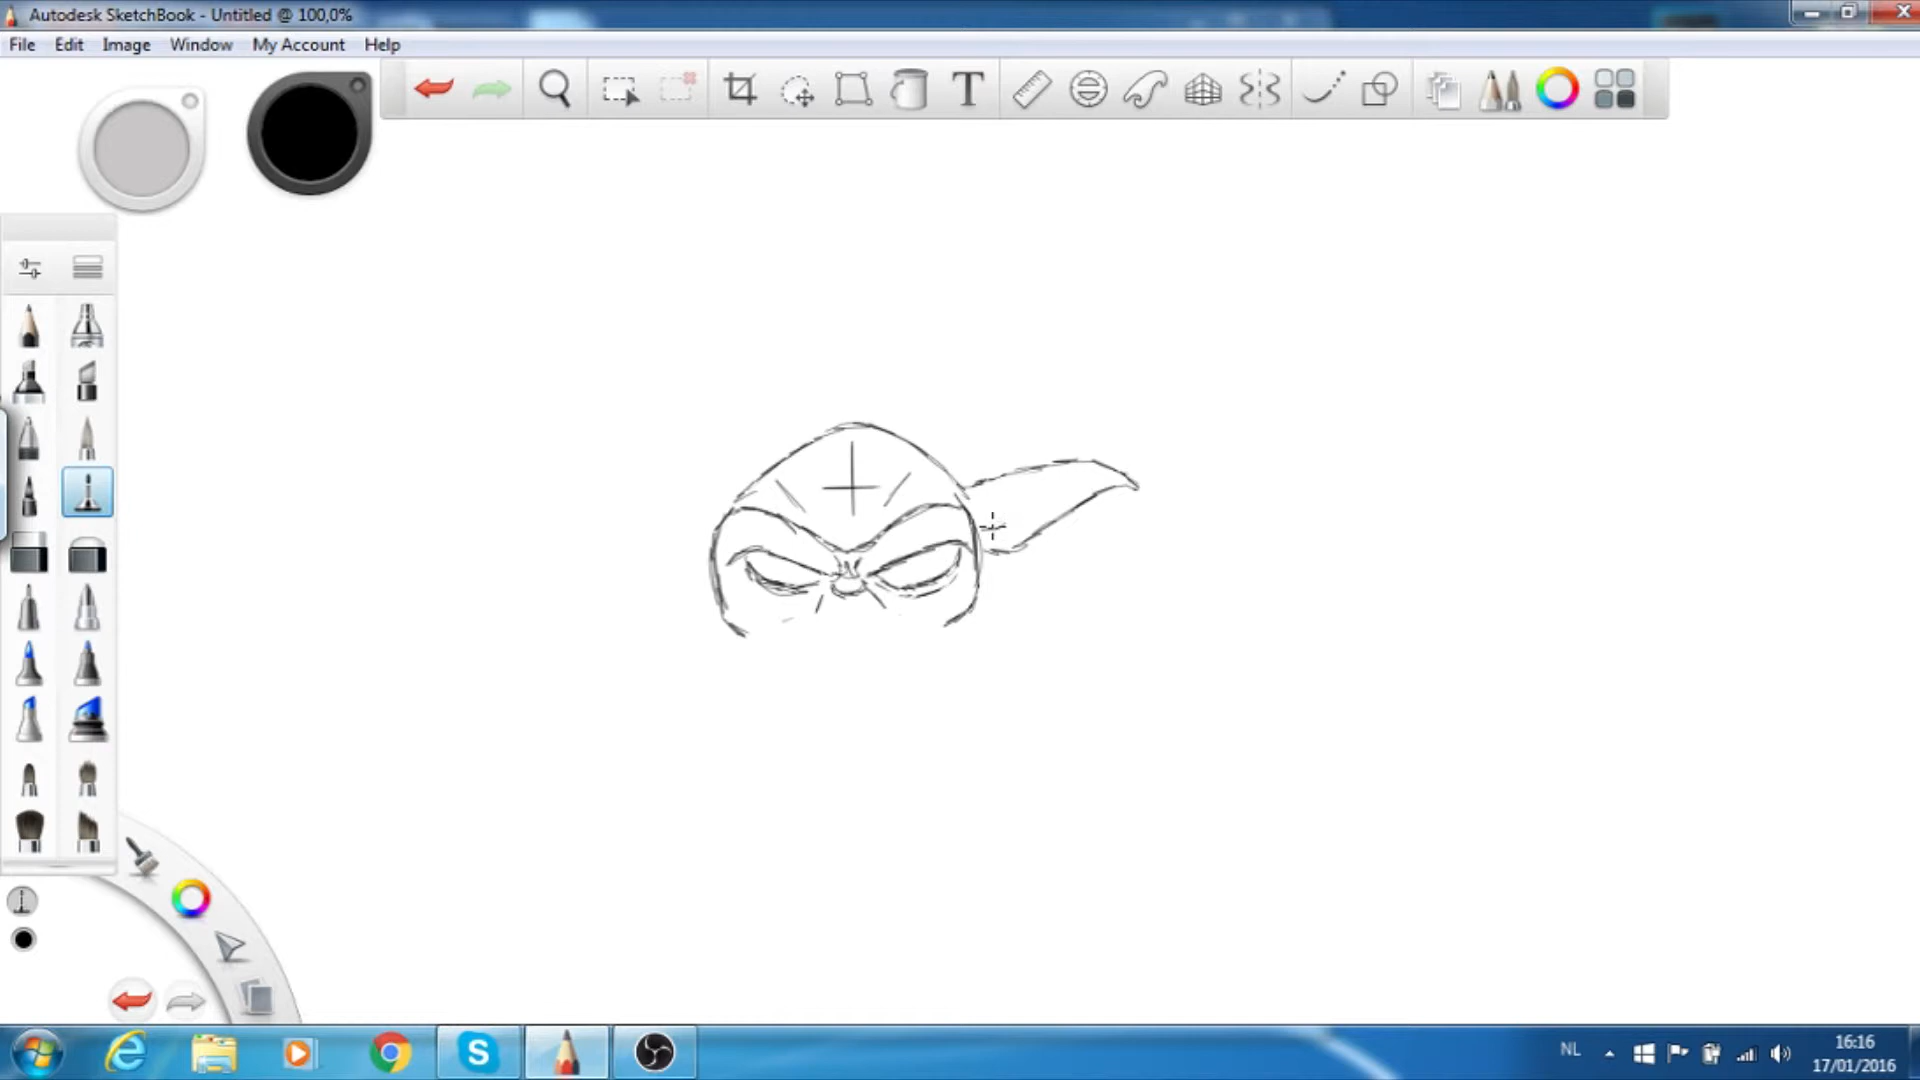 Autodesk SketchBook - Untitled @ 100,0%
File Edit Image Window My Account Help
T
NL
16:16
17/01/2016